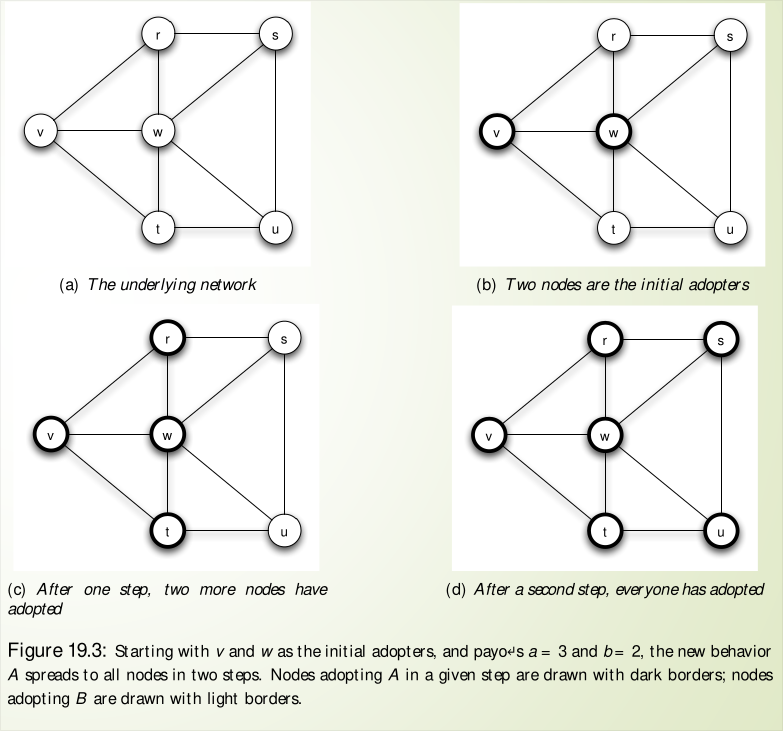 r s
v w
t u
(a) The underlying network
r s
v w
t u
(b) Two nodes are the initial adopters
r s
v w
t u
(c) After one step, two more nodes have
adopted
r s
v w
t u
(d) After a second step, everyone has adopted
Figure 19.3: Starting with v and w as the initial adopters, and payo↵s a = 3 and b = 2, the new behavior
A spreads to all nodes in two steps. Nodes adopting A in a given step are drawn with dark borders; nodes
adopting B are drawn with light borders.